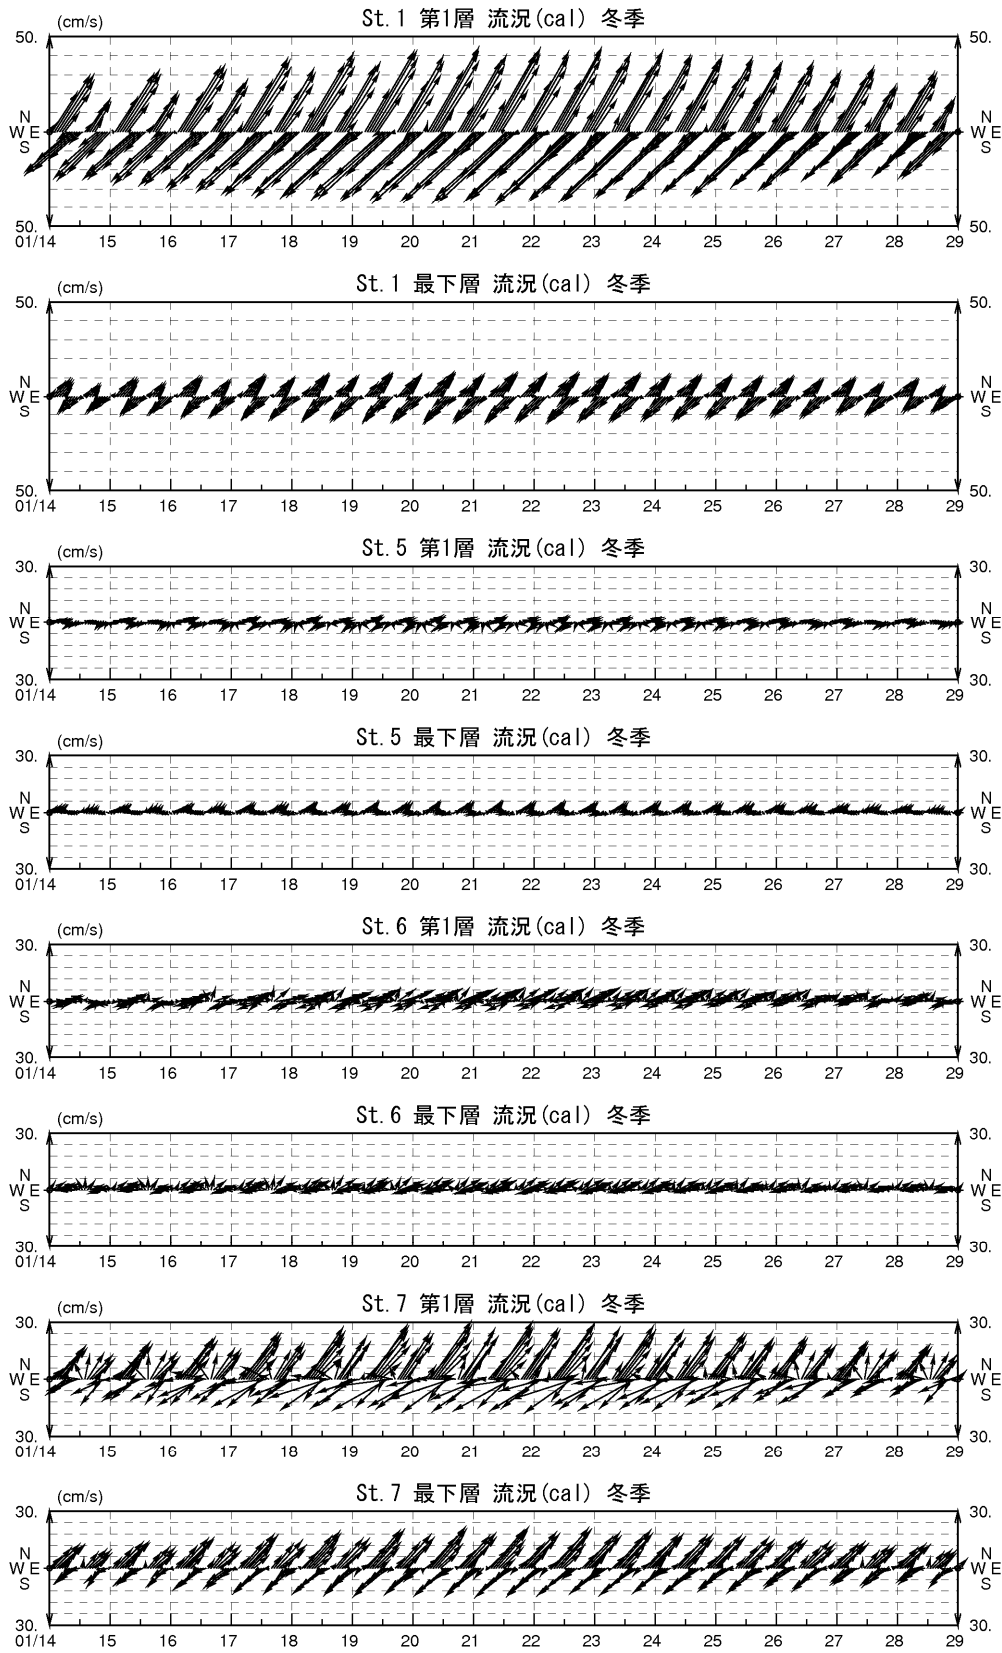 St.1 第1層 流況(cal) 冬季
(cm/s)
50. 50.
N N
W E W E
S S
50. 50.
01/14 15 16 17 18 19 20 21 22 23 24 25 26 27 28 29
St.1 最下層 流況(cal) 冬季
(cm/s)
50. 50.
N N
W E W E
S S
50. 50.
01/14 15 16 17 18 19 20 21 22 23 24 25 26 27 28 29
St.5 第1層 流況(cal) 冬季
(cm/s)
30. 30.
N N
W E W E
S S
30. 30.
01/14 15 16 17 18 19 20 21 22 23 24 25 26 27 28 29
St.5 最下層 流況(cal) 冬季
(cm/s)
30. 30.
N N
W E W E
S S
30. 30.
01/14 15 16 17 18 19 20 21 22 23 24 25 26 27 28 29
St.6 第1層 流況(cal) 冬季
(cm/s)
30. 30.
N N
W E W E
S S
30. 30.
01/14 15 16 17 18 19 20 21 22 23 24 25 26 27 28 29
St.6 最下層 流況(cal) 冬季
(cm/s)
30. 30.
N N
W E W E
S S
30. 30.
01/14 15 16 17 18 19 20 21 22 23 24 25 26 27 28 29
St.7 第1層 流況(cal) 冬季
(cm/s)
30. 30.
N N
W E W E
S S
30. 30.
01/14 15 16 17 18 19 20 21 22 23 24 25 26 27 28 29
St.7 最下層 流況(cal) 冬季
(cm/s)
30. 30.
N N
W E W E
S S
30. 30.
01/14 15 16 17 18 19 20 21 22 23 24 25 26 27 28 29